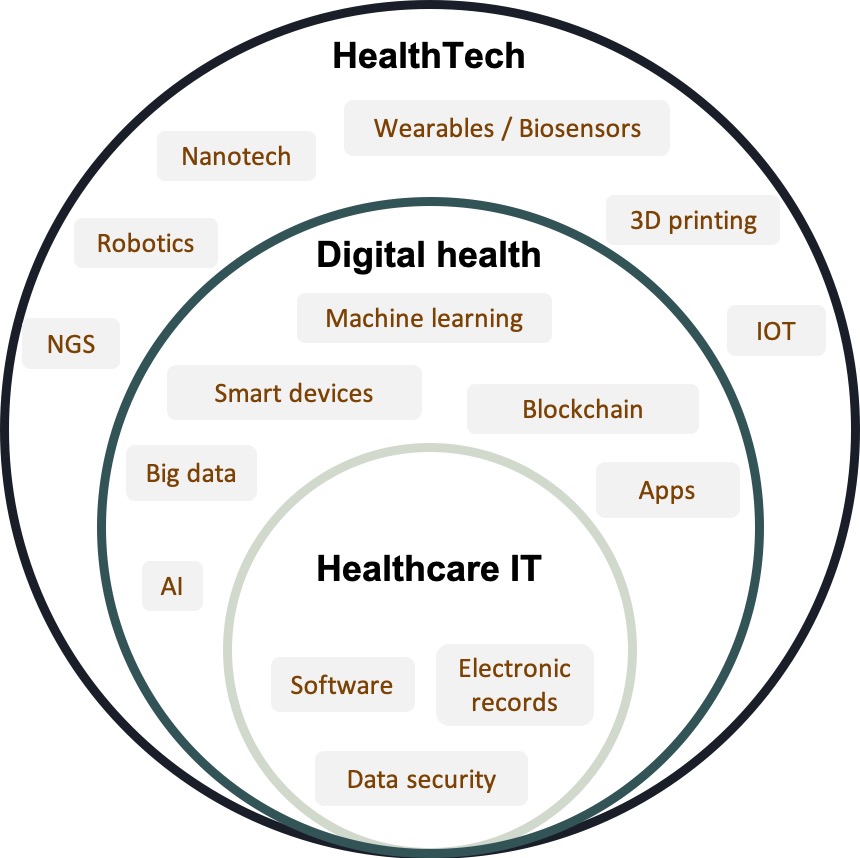 HealthTech
Wearables / Biosensors
Nanotech
3D printing
Robotics
Digital health
Machine learning
IOT
NGS
Smart devices
Blockchain
Big data
Apps
Healthcare IT
AI
Software
Electronic
records
Data security